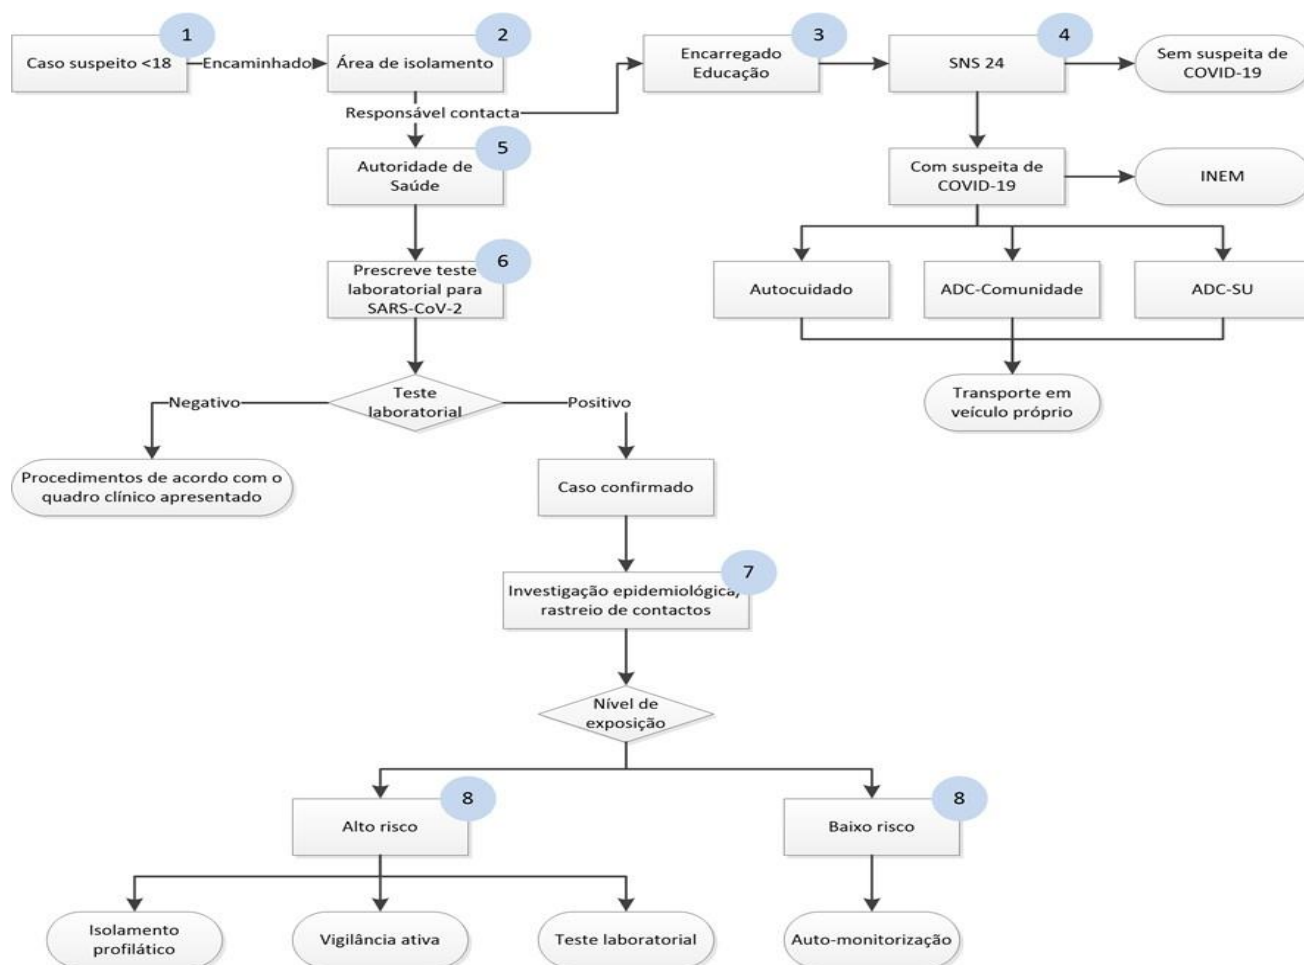 1
2
3
4
Caso suspeito <18
Encaminhado
Área de isolamento
Encarregado
Educação
SNS 24
Sem suspeita de
COVID-19
Responsável contacta
5
Autoridade de
Saúde
Com suspeita de
COVID-19
INEM
6
Prescreve teste
laboratorial para
SARS-CoV-2
Autocuidado
ADC-Comunidade
ADC-SU
Transporte em
veículo próprio
Negativo
Teste
laboratorial
Positivo
Procedimentos de acordo com o
quadro clínico apresentado
Caso confirmado
7
Investigação epidemiológica/
rastreio de contactos
Nível de
exposição
8
8
Alto risco
Baixo risco
Isolamento
profilático
Vigilância ativa
Teste laboratorial
Auto-monitorização